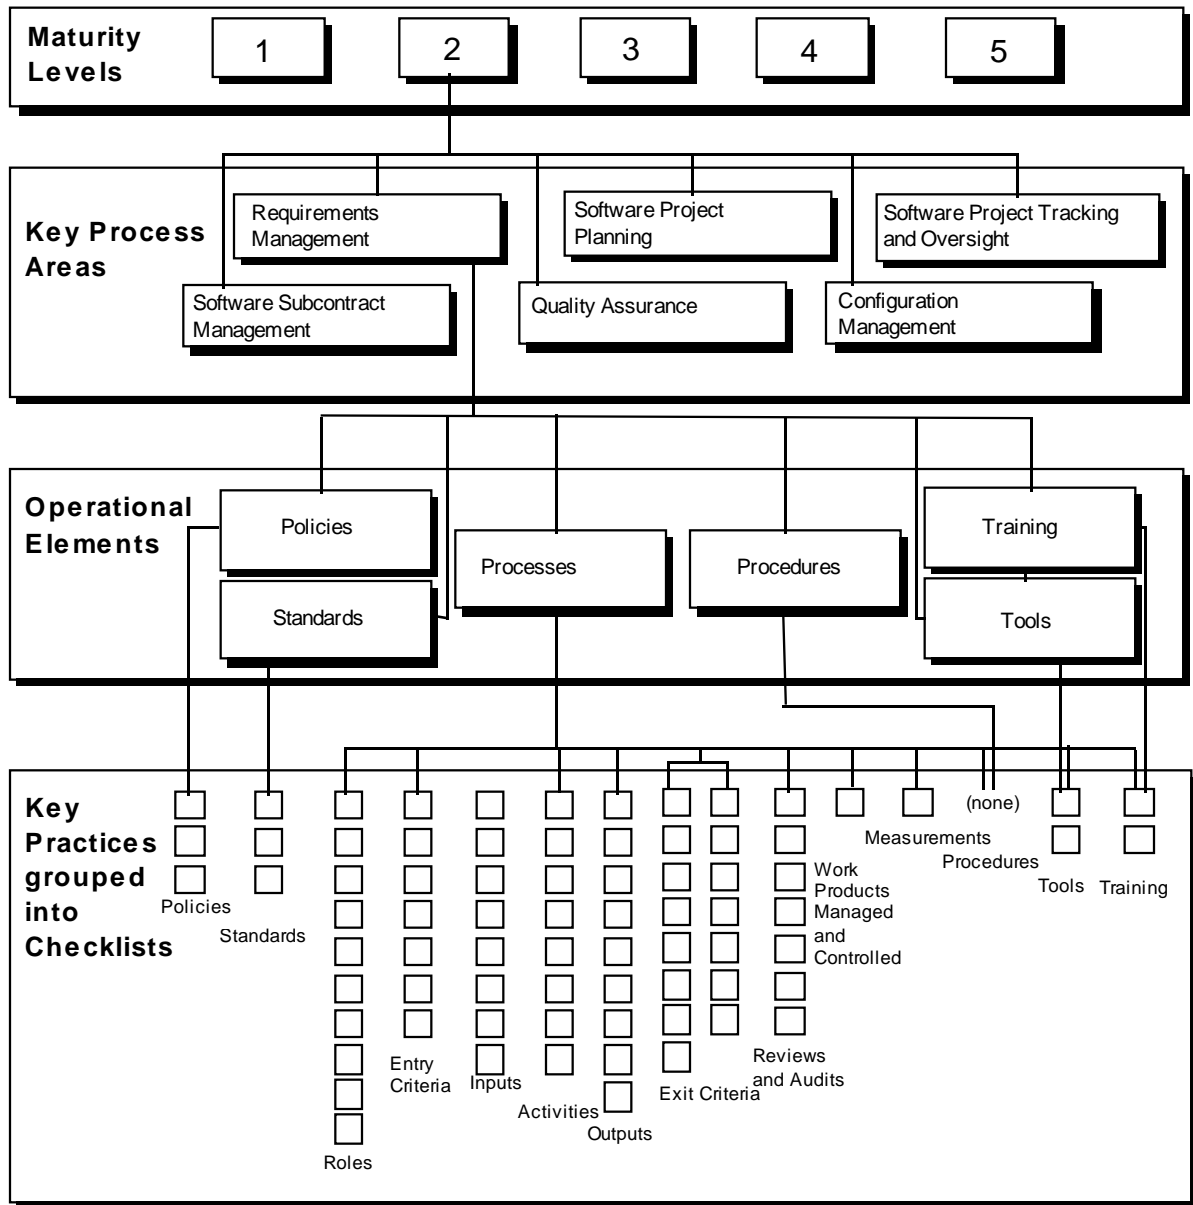 Maturity
Levels
1
2
3
4
5
Key Process
Areas
Requirements
Management
Software Project
Planning
Software Project Tracking
and Oversight
Software Subcontract
Management
Quality Assurance
Configuration
Management
Operational
Elements
Policies
Standards
Processes
Procedures
Training
Tools
Key
Practices
grouped
into
Checklists
Policies
Standards
Roles
Entry
Criteria
Inputs
Activities
Outputs
Exit Criteria
Reviews
and Audits
Work
Products
Managed
and
Controlled
Measurements
(none)
Procedures
Tools
Training